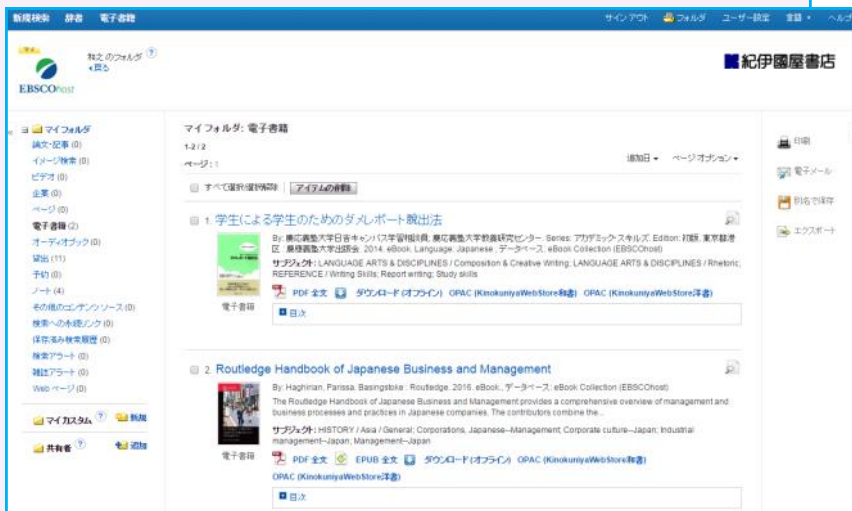 新規検索 辞書 電子書籍
サインアウト フォルダ ユーザー設定 言語 ヘルプ
和之 のフォルダ
戻る
EBSCOhost
紀伊國屋書店
マイフォルダ
論文・記事 (0)
イメージ検索 (0)
ビデオ (0)
企業 (0)
ページ (0)
電子書籍 (2)
オーディオブック (0)
貸出 (11)
予約 (0)
ノート (4)
その他のコンテンツソース (0)
検索への永続リンク (0)
保存済み検索履歴 (0)
検索アラート (0)
雑誌アラート (0)
Web ページ (0)
マイカスタム ? 新規
共有者 ? 追加
マイフォルダ: 電子書籍
1-2 / 2
ページ: 1
追加日 ページ オプション
すべて選択/選択解除 アイテムの削除
1. 学生による学生のためのダメレポート脱出法
By: 慶応義塾大学日吉キャンパス学習相談員, 慶応義塾大学教養研究センター. Series: アカデミック・スキルズ. Edition: 初版. 東京都港
区 : 慶應義塾大学出版会. 2014. eBook. Language: Japanese . データベース: eBook Collection (EBSCOhost)
サブジェクト: LANGUAGE ARTS & DISCIPLINES / Composition & Creative Writing; LANGUAGE ARTS & DISCIPLINES / Rhetoric;
REFERENCE / Writing Skills; Report writing; Study skills
PDF 全文 ダウンロード (オフライン) OPAC (KinokuniyaWebStore和書) OPAC (KinokuniyaWebStore洋書)
電子書籍
目次
2. Routledge Handbook of Japanese Business and Management
By: Haghirian, Parissa. Basingstoke : Routledge. 2016. eBook., データベース: eBook Collection (EBSCOhost)
The Routledge Handbook of Japanese Business and Management provides a comprehensive overview of management and
business processes and practices in Japanese companies. The contributors combine the...
サブジェクト: HISTORY / Asia / General; Corporations, Japanese--Management; Corporate culture--Japan; Industrial
management--Japan; Management--Japan
電子書籍
PDF 全文 EPUB 全文 ダウンロード (オフライン) OPAC (KinokuniyaWebStore和書)
OPAC (KinokuniyaWebStore洋書)
目次
印刷
電子メール
別名で保存
エクスポート